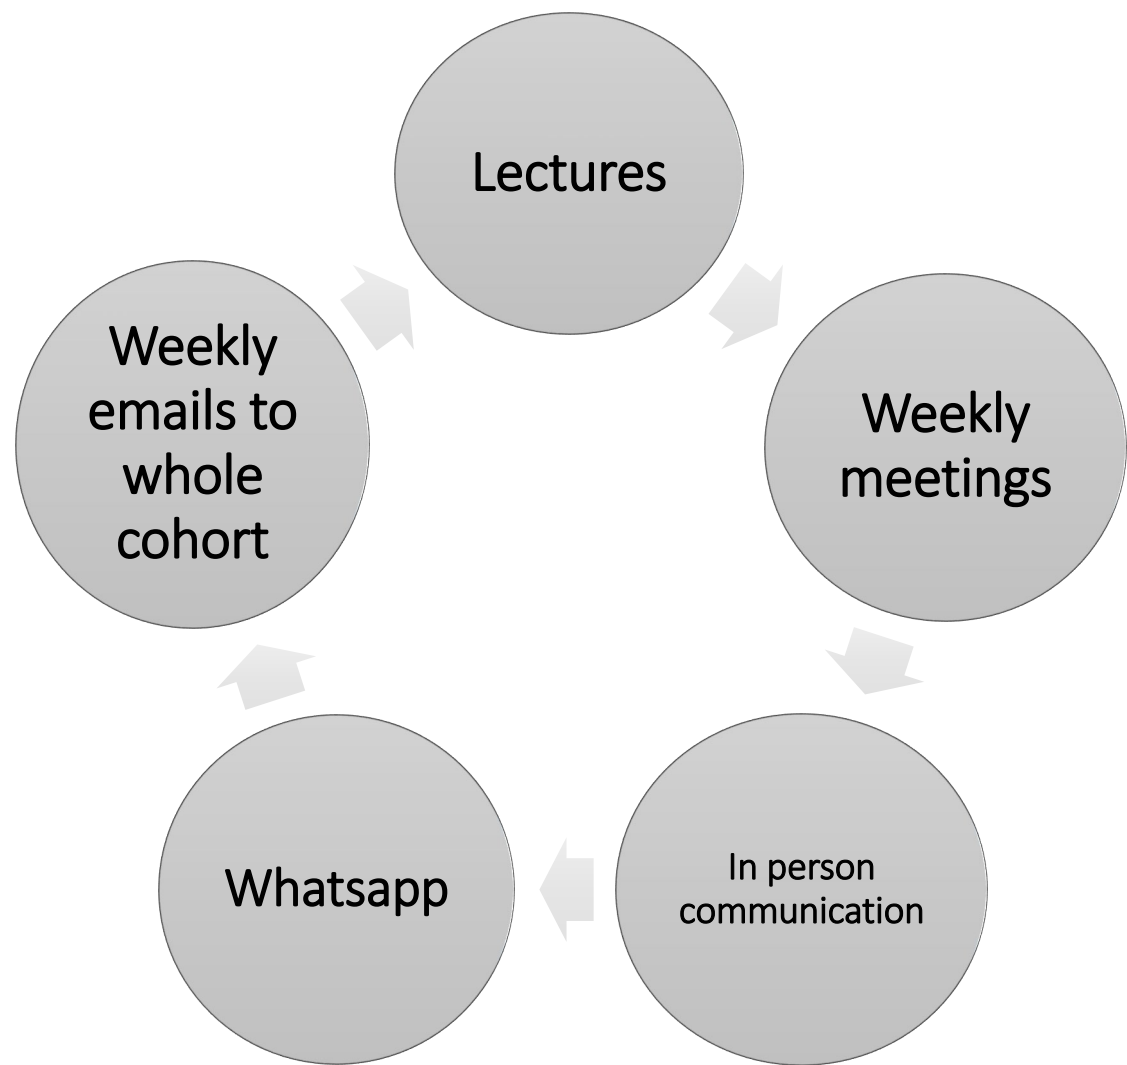 Lectures
Weekly
meetings
In person
communication
Whatsapp
Weekly
emails to
whole
cohort